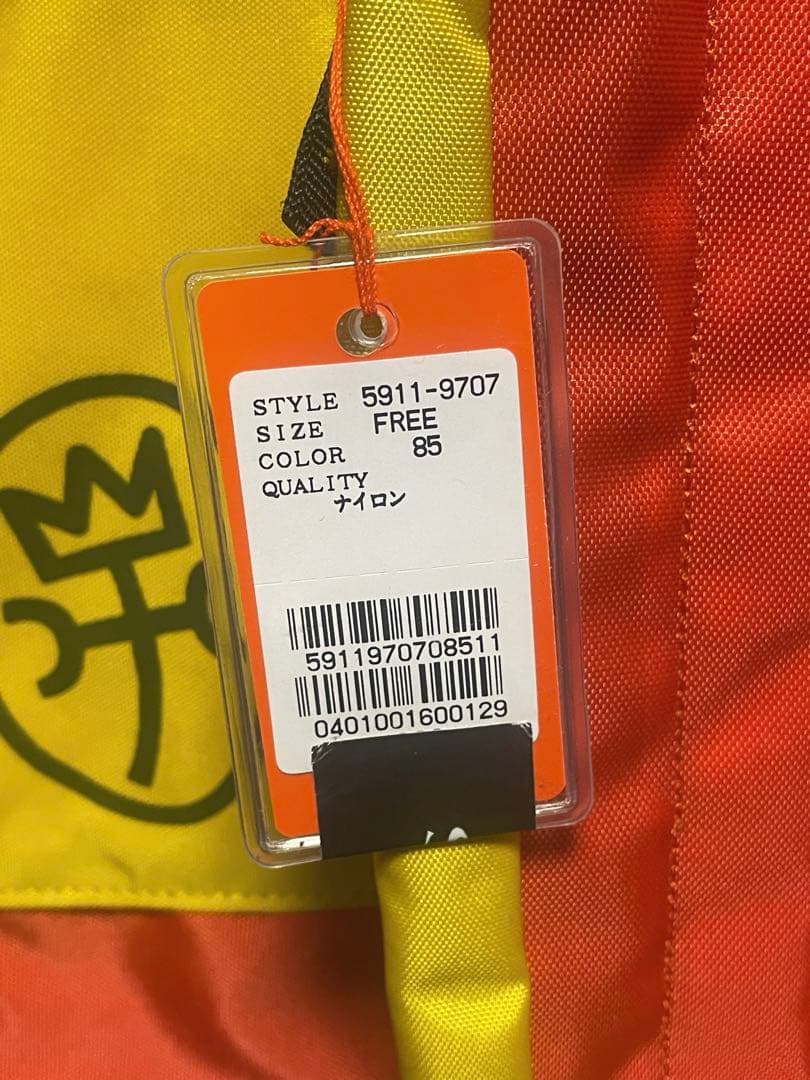 STYLE 5911-9707
SIZE FREE
COLOR 85
QUALITY
ナイロン
5911970708511
0401001600129